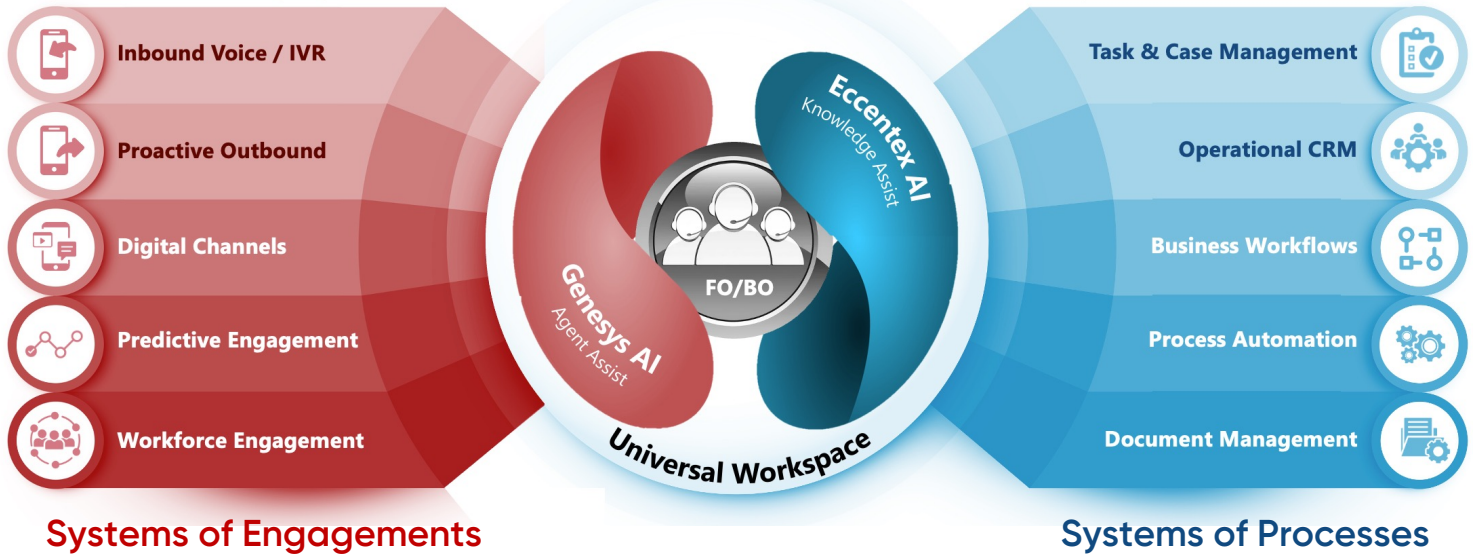 Inbound Voice / IVR
Proactive Outbound
Digital Channels
Predictive Engagement
Workforce Engagement
Systems of Engagements
Genesys AI
Agent Assist
FO/BO
Eccentex AI
Knowledge Assist
Universal Workspace
Task & Case Management
Operational CRM
Business Workflows
Process Automation
Document Management
Systems of Processes